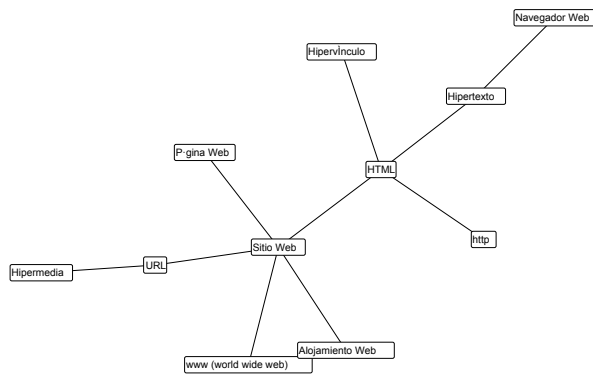 Navegador Web
HipervÌnculo
Hipertexto
P·gina Web
HTML
http
Sitio Web
URL
Hipermedia
Alojamiento Web
www (world wide web)